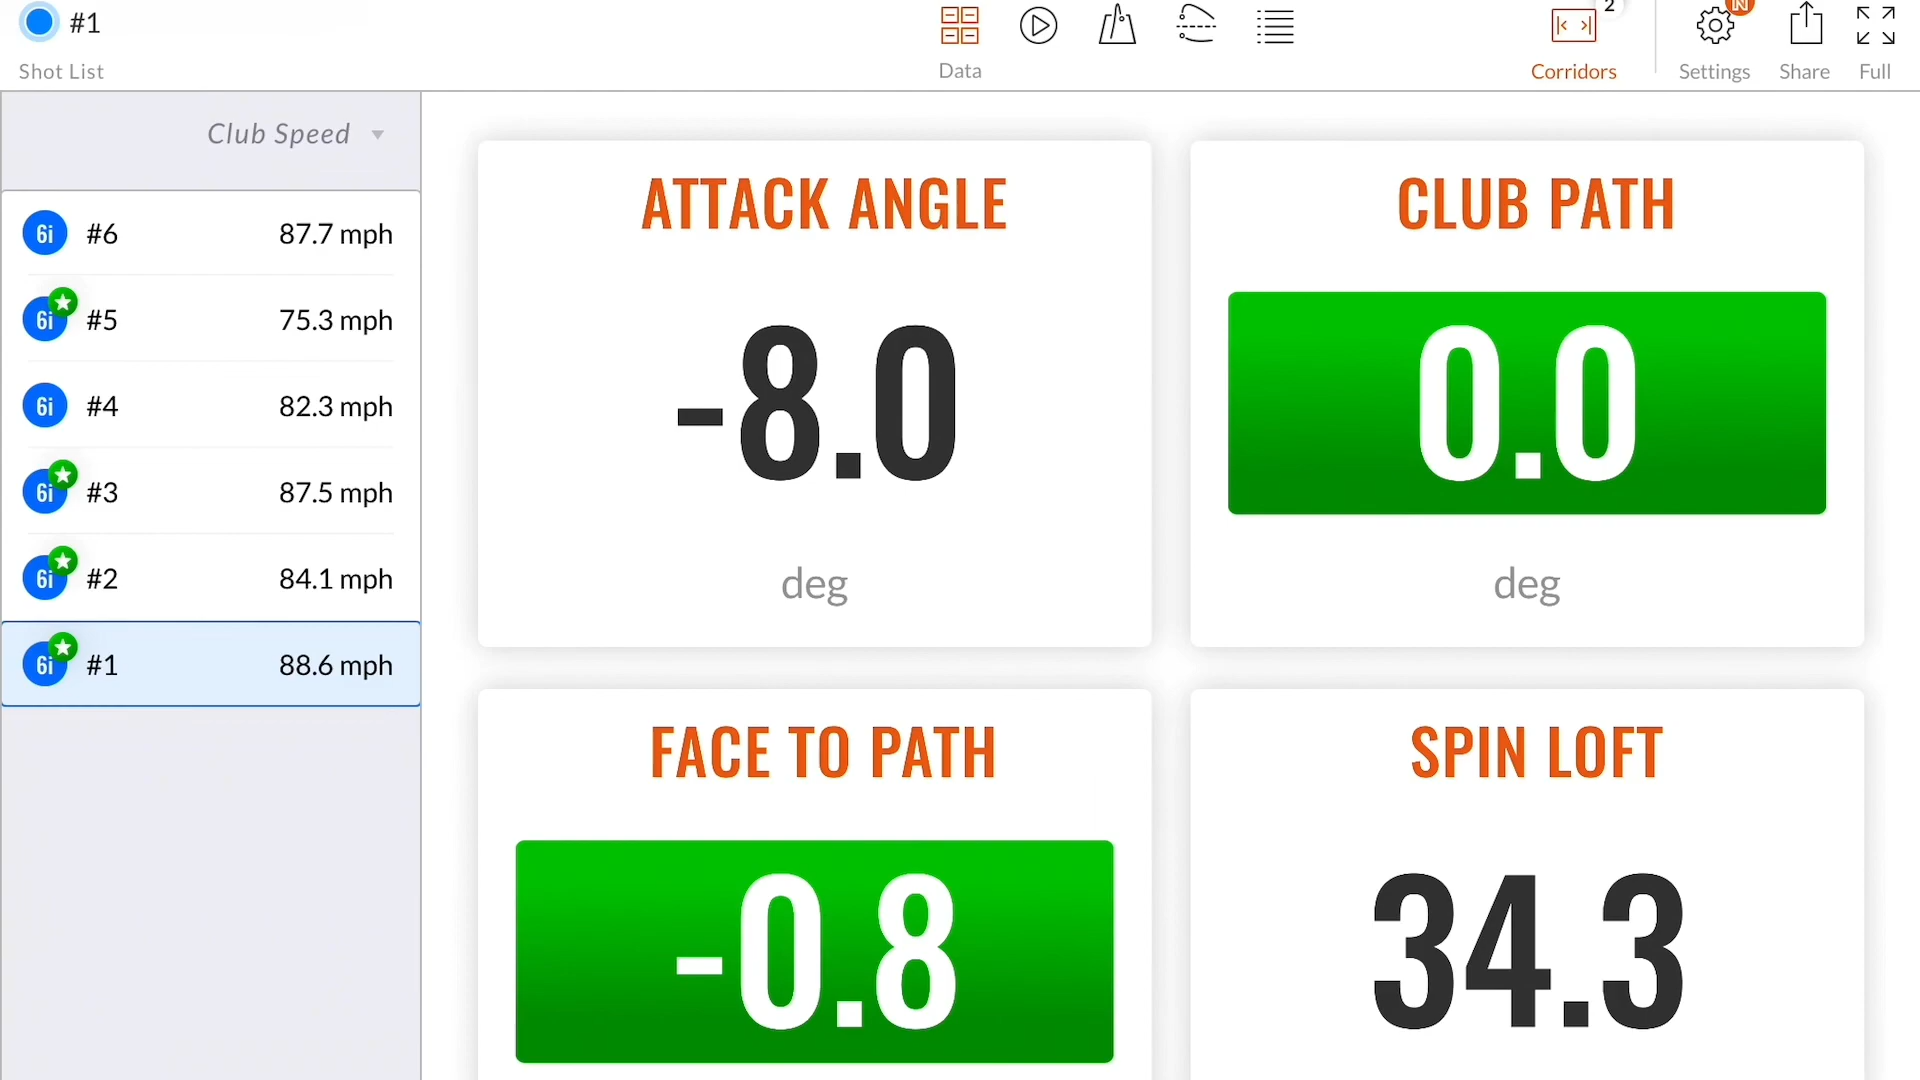 #1
Shot List
Data
2
Corridors
Settings
Share
Full
Club Speed
6i #6 87.7 mph
6i #5 75.3 mph
6i #4 82.3 mph
6i #3 87.5 mph
6i #2 84.1 mph
6i #1 88.6 mph
ATTACK ANGLE
-8.0
deg
CLUB PATH
0.0
deg
FACE TO PATH
-0.8
SPIN LOFT
34.3